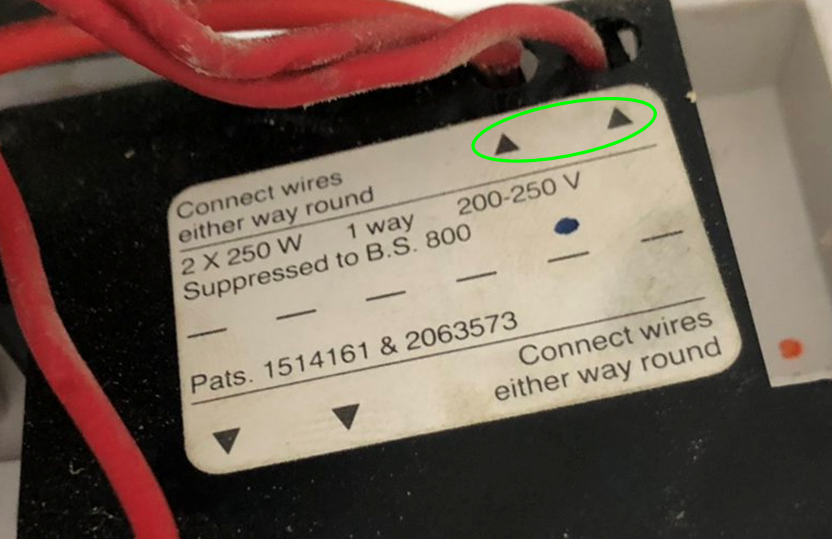 Connect wires
either way round
2 X 250 W 1 way 200-250 V
Suppressed to B.S. 800
Pats. 1514161 & 2063573
Connect wires
either way round